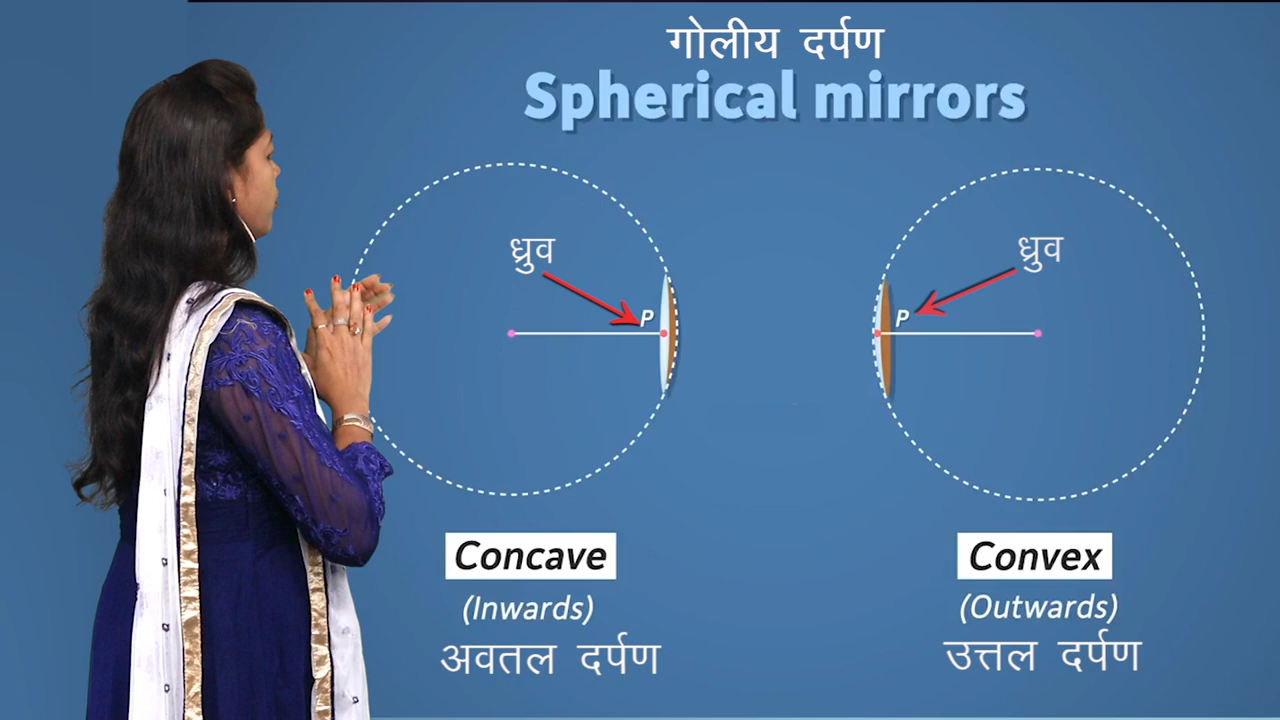 गोलीय दर्पण
Spherical mirrors
ध्रुव
P
ध्रुव
P
Concave
(Inwards)
अवतल दर्पण
Convex
(Outwards)
उत्तल दर्पण